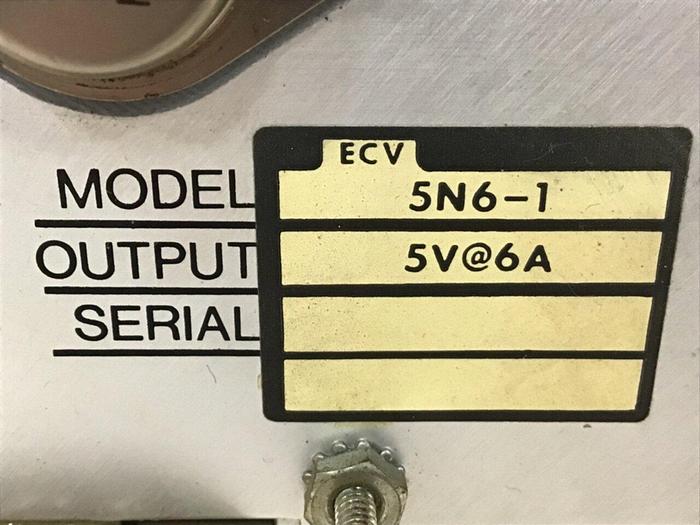 ECV
MODEL 5N6-1
OUTPUT 5V@6A
SERIAL